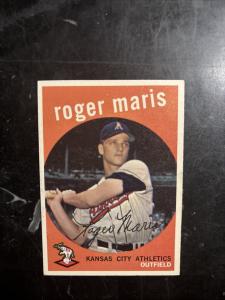 roger maris
A
Roger Maris
KANSAS CITY ATHLETICS
OUTFIELD